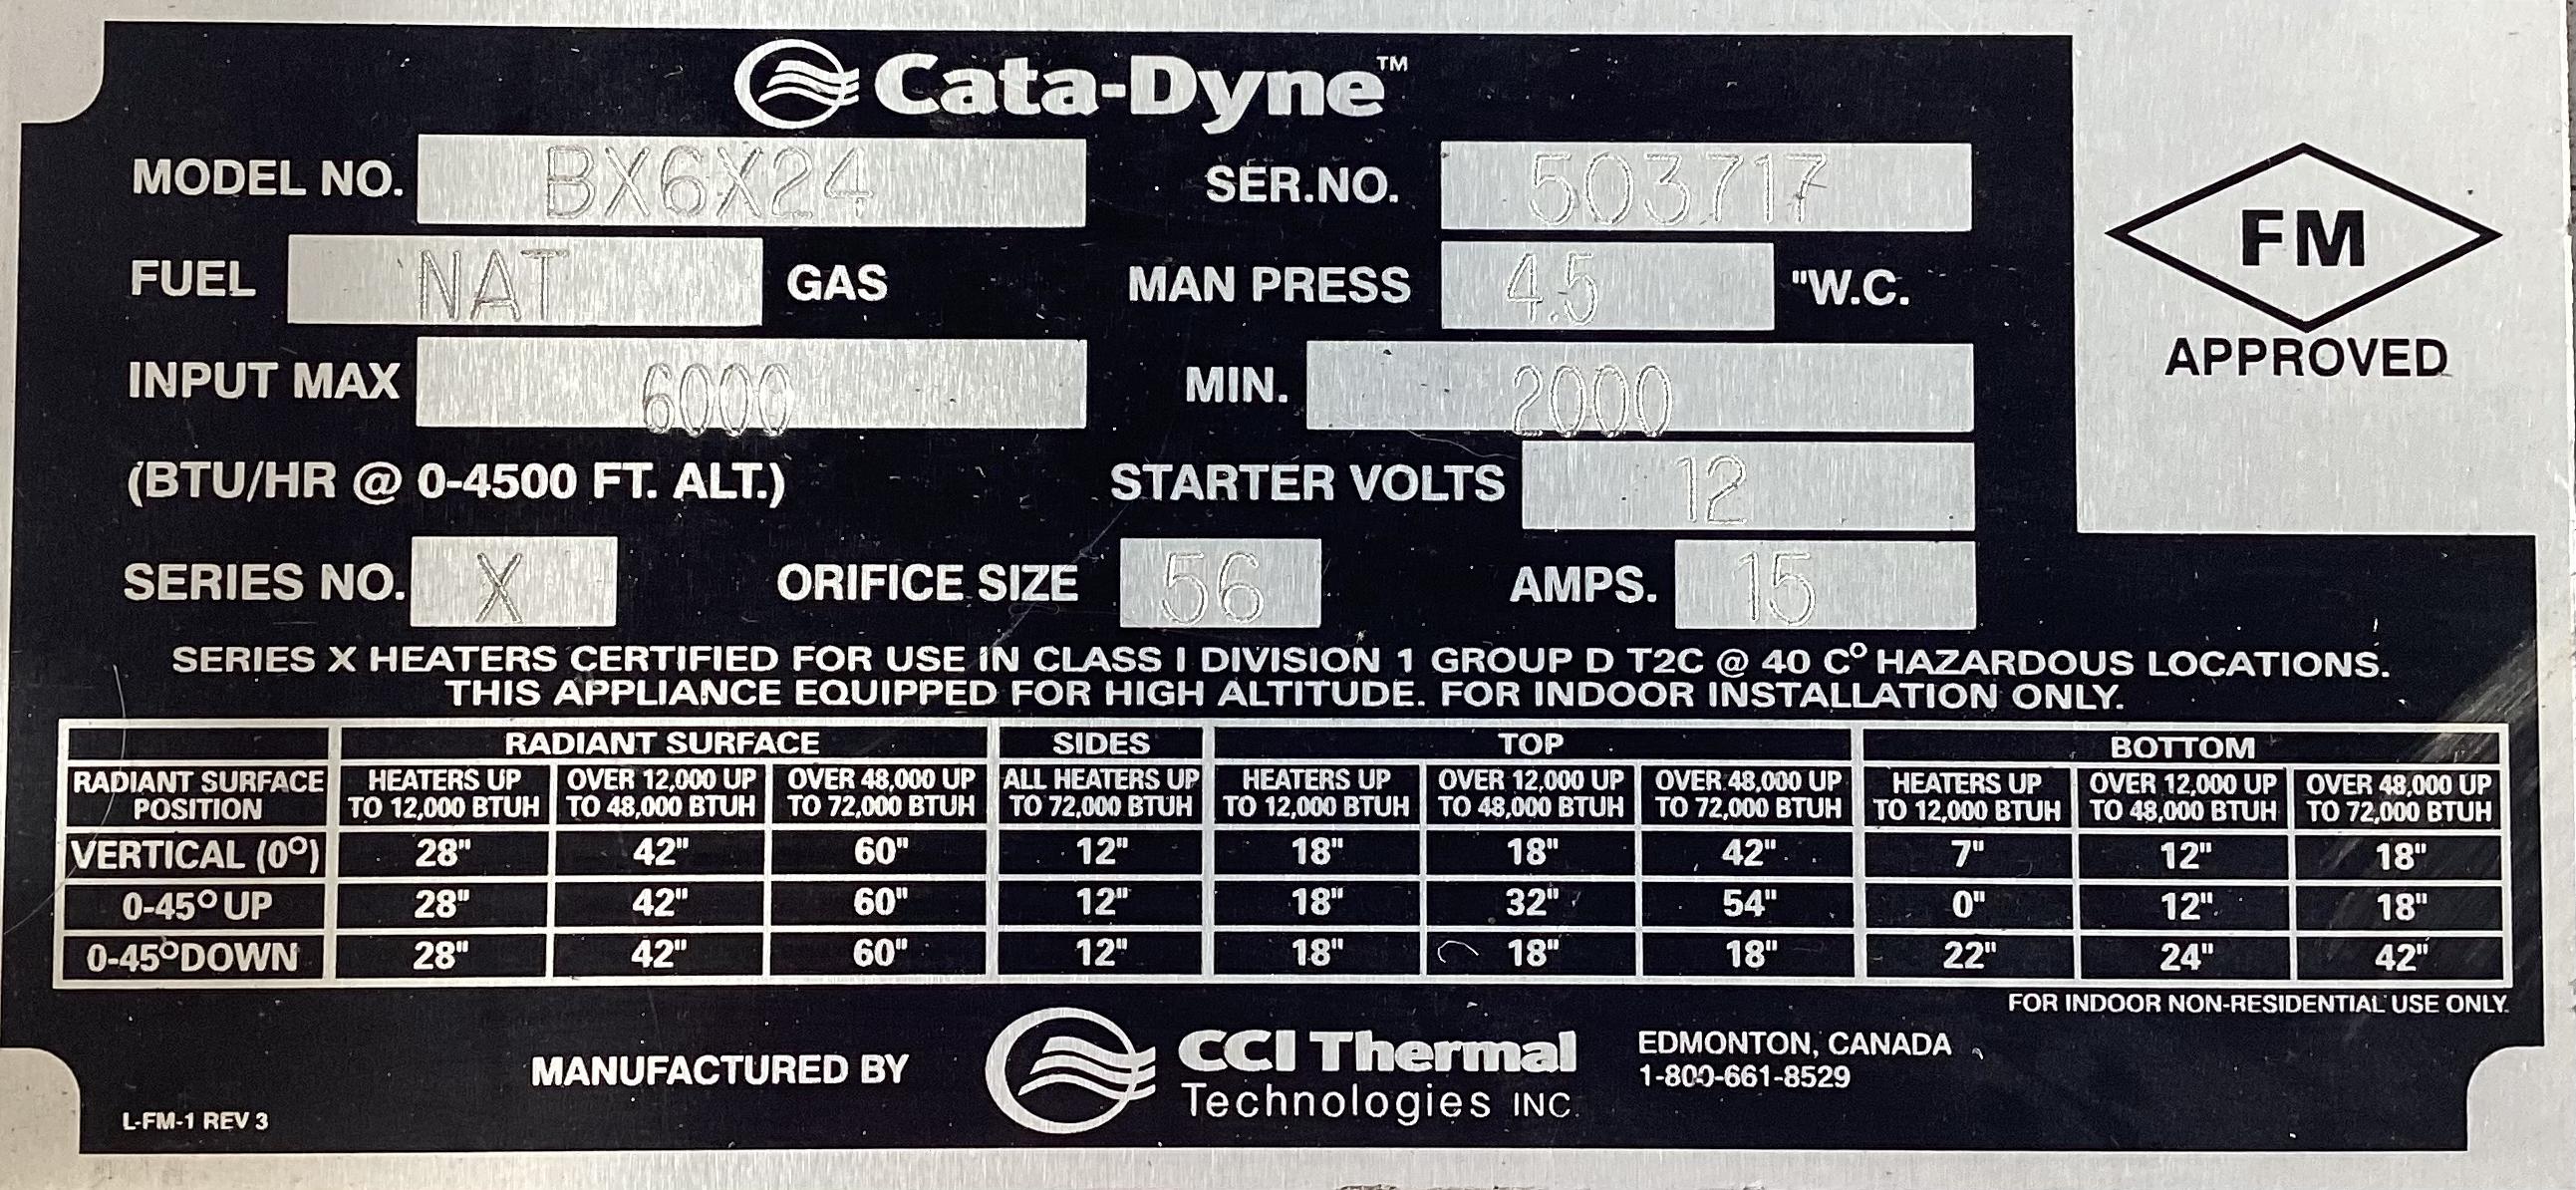 Cata-Dyne™
MODEL NO. BX6X24 SER.NO. 503717
FUEL NAT GAS MAN PRESS 4.5 "W.C.
INPUT MAX 6000 MIN. 2000
(BTU/HR @ 0-4500 FT. ALT.) STARTER VOLTS 12
SERIES NO. X ORIFICE SIZE 56 AMPS. 15
FM
APPROVED
SERIES X HEATERS CERTIFIED FOR USE IN CLASS I DIVISION 1 GROUP D T2C @ 40 C° HAZARDOUS LOCATIONS.
THIS APPLIANCE EQUIPPED FOR HIGH ALTITUDE. FOR INDOOR INSTALLATION ONLY.
RADIANT SURFACE SIDES TOP BOTTOM
RADIANT SURFACE HEATERS UP OVER 12,000 UP OVER 48,000 UP ALL HEATERS UP HEATERS UP OVER 12,000 UP OVER 48,000 UP HEATERS UP OVER 12,000 UP OVER 48,000 UP
POSITION TO 12,000 BTUH TO 48,000 BTUH TO 72,000 BTUH TO 72,000 BTUH TO 12,000 BTUH TO 48,000 BTUH TO 72,000 BTUH TO 12,000 BTUH TO 48,000 BTUH TO 72,000 BTUH
VERTICAL (0°) 28" 42" 60" 12" 18" 18" 42" 7" 12" 18"
0-45° UP 28" 42" 60" 12" 18" 32" 54" 0" 12" 18"
0-45° DOWN 28" 42" 60" 12" 18" 18" 18" 22" 24" 42"
FOR INDOOR NON-RESIDENTIAL USE ONLY.
MANUFACTURED BY CCI Thermal
Technologies INC.
EDMONTON, CANADA
1-800-661-8529
L-FM-1 REV 3